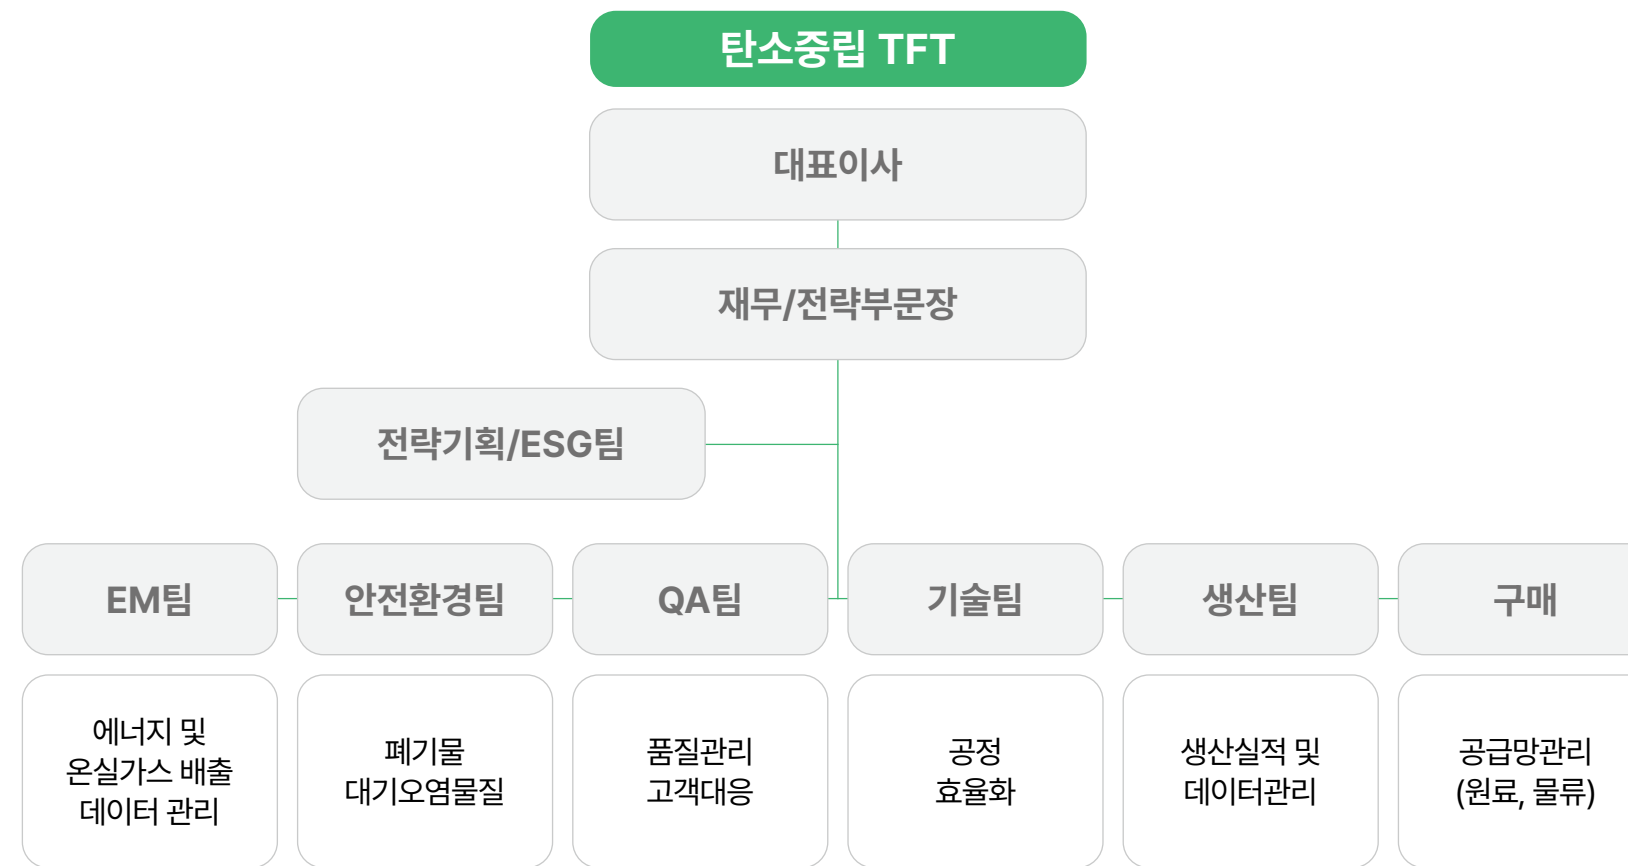 탄소중립 TFT
대표이사
재무/전략부문장
전략기획/ESG팀
EM팀
안전환경팀
QA팀
기술팀
생산팀
구매
에너지 및
온실가스 배출
데이터 관리
폐기물
대기오염물질
품질관리
고객대응
공정
효율화
생산실적 및
데이터관리
공급망관리
(원료, 물류)